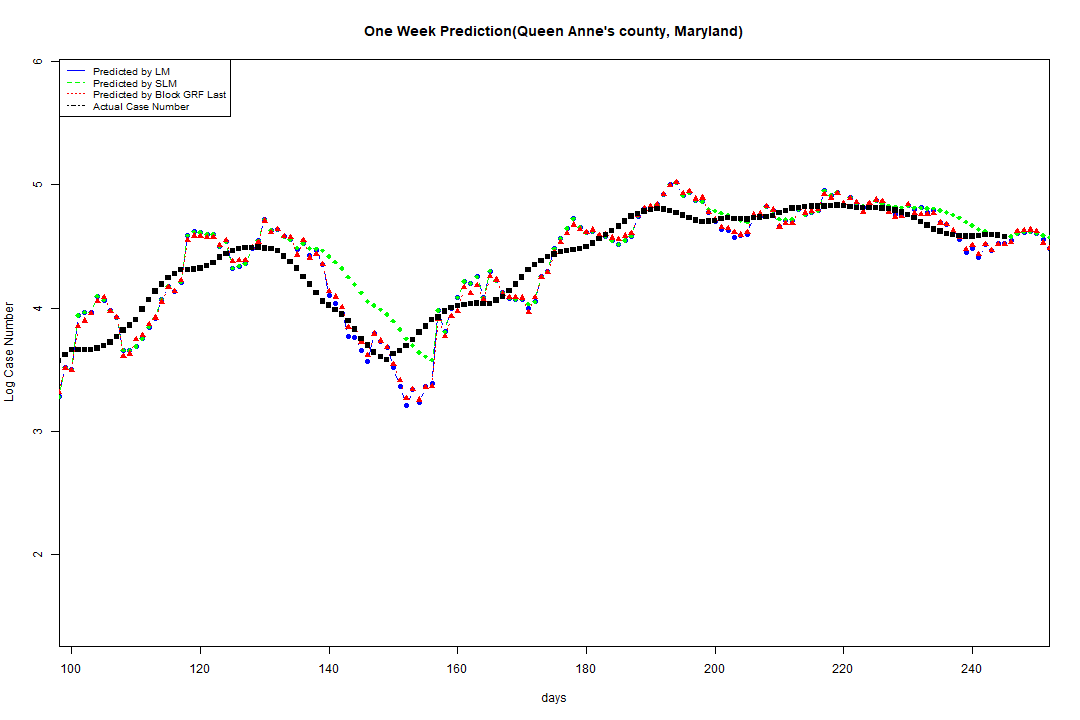 One Week Prediction(Queen Anne's county, Maryland)
Predicted by LM
Predicted by SLM
Predicted by Block GRF Last
Actual Case Number
6
5
4
3
2
Log Case Number
100 120 140 160 180 200 220 240
days